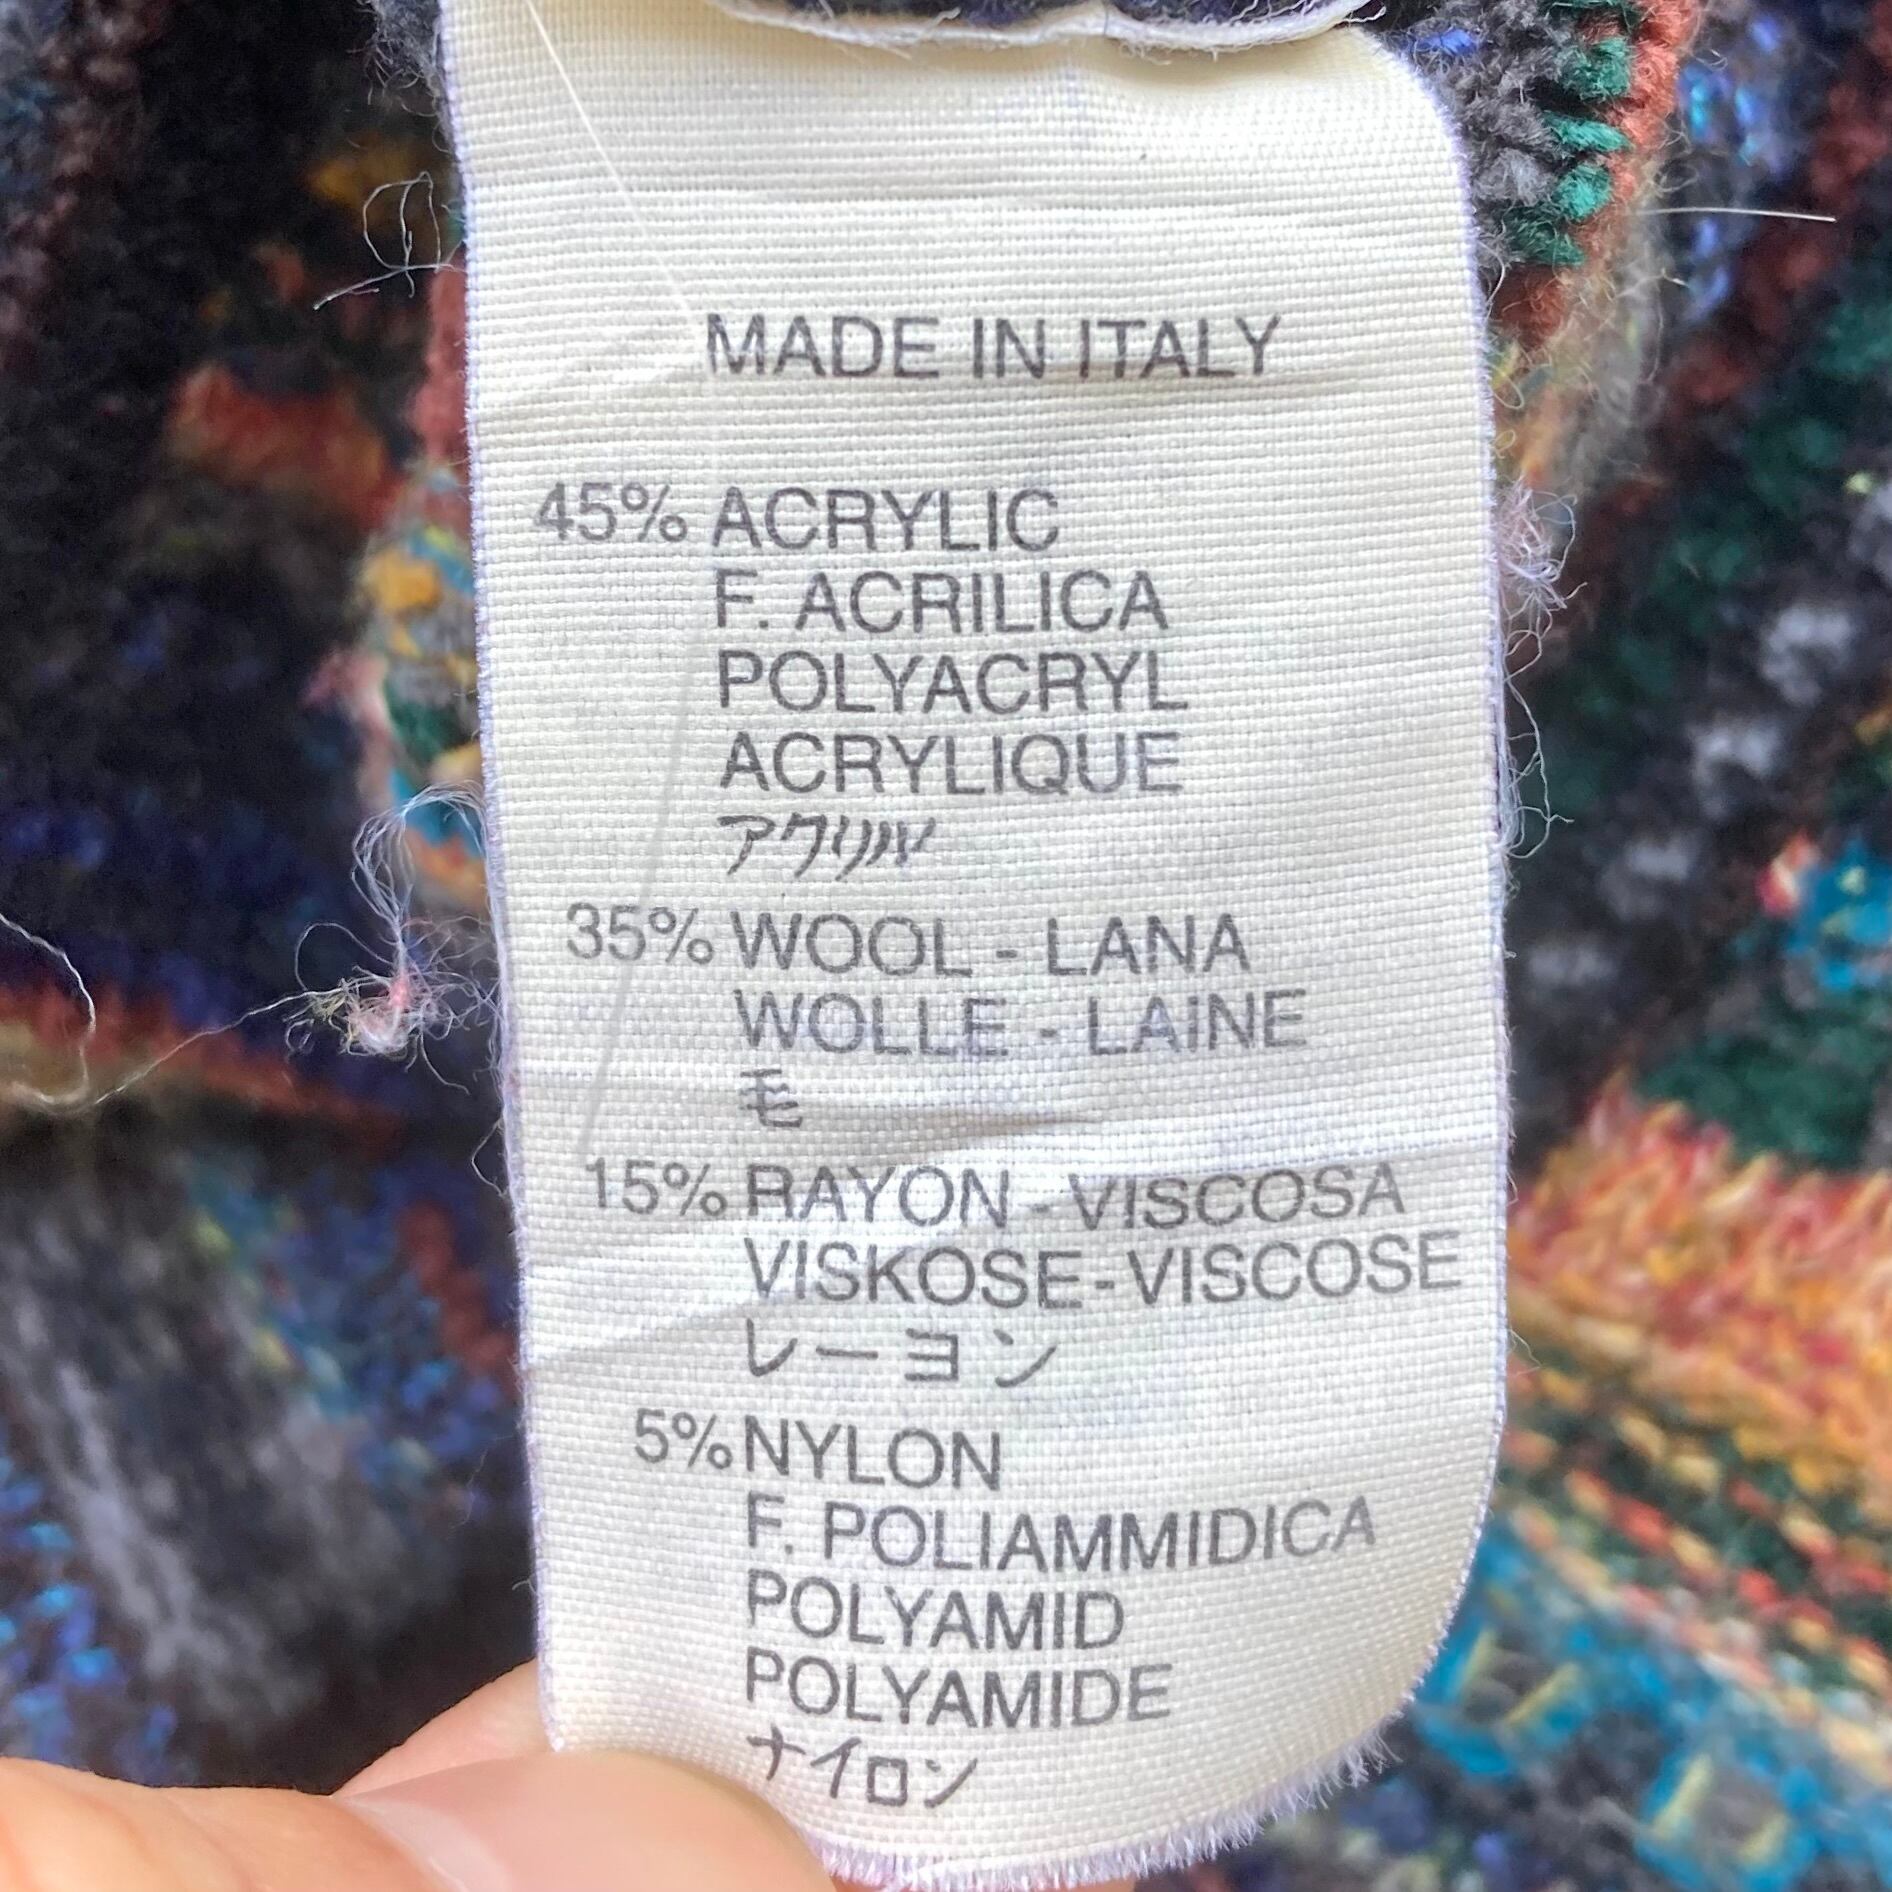 MADE IN ITALY
45% ACRYLIC
F. ACRILICA
POLYACRYL
ACRYLIQUE
アクリル
35% WOOL - LANA
WOLLE - LAINE
毛
15% RAYON - VISCOSA
VISKOSE - VISCOSE
レーヨン
5% NYLON
F. POLIAMMIDICA
POLYAMID
POLYAMIDE
ナイロン